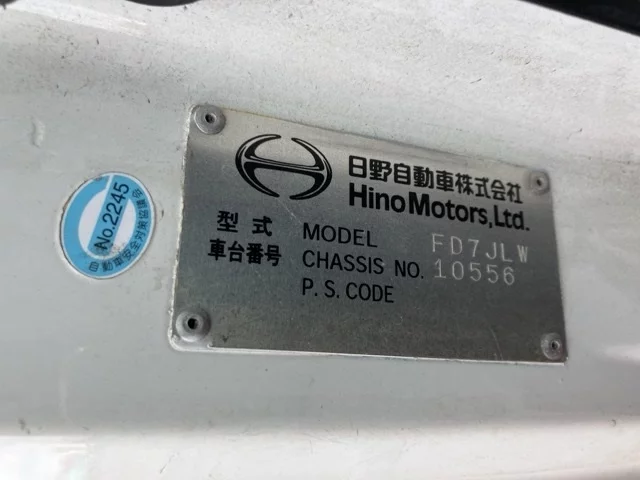 日野自動車株式会社
Hino Motors, Ltd.
型式 MODEL FD7JLW
車台番号 CHASSIS NO. 10556
P.S. CODE
No.2245